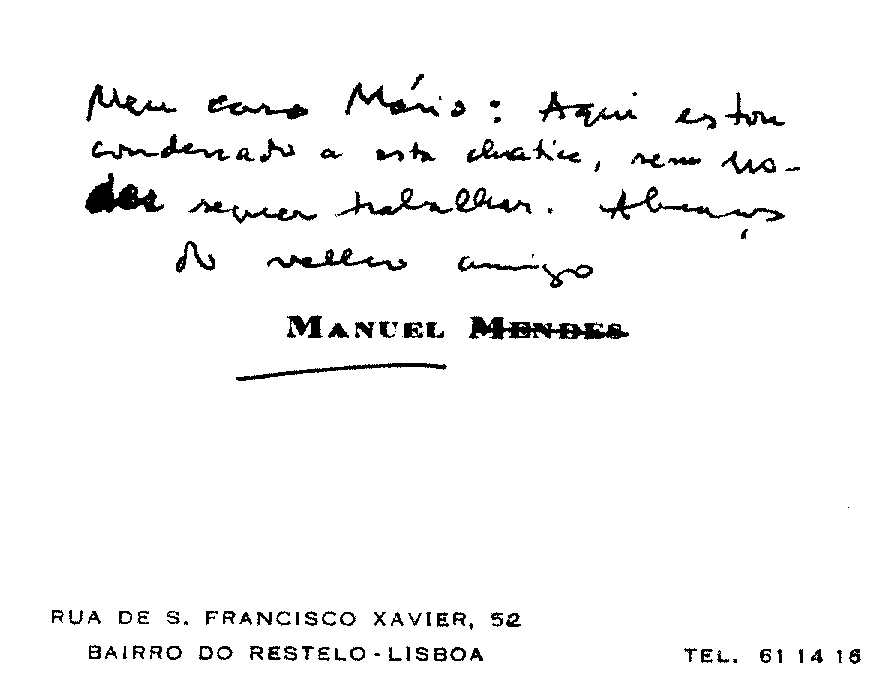 Meu caro Mário: Aqui estou
condenado a esta chatice, sem po-
der sequer trabalhar. Abraços
do velho amigo
MANUEL MENDES
RUA DE S. FRANCISCO XAVIER, 52
BAIRRO DO RESTELO-LISBOA
TEL. 61 14 16